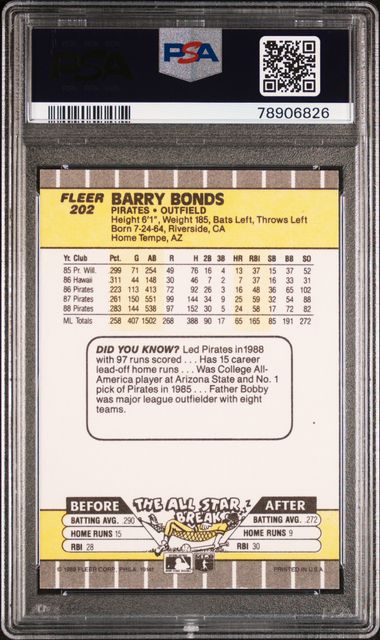 PSA
PSA
78906826
FLEER
202
BARRY BONDS
PIRATES • OUTFIELD
Height 6'1", Weight 185, Bats Left, Throws Left
Born 7-24-64, Riverside, CA
Home Tempe, AZ
Yr. Club Pct. G AB R H 2B 3B HR RBI SB BB SO
85 Pr. Wil. .299 71 254 49 76 16 4 13 37 15 37 52
86 Hawaii .311 44 148 30 46 7 2 7 37 16 33 31
86 Pirates .223 113 413 72 92 26 3 16 48 36 65 102
87 Pirates .261 150 551 99 144 34 9 25 59 32 54 88
88 Pirates .283 144 538 97 152 30 5 24 58 17 72 82
ML Totals .258 407 1502 268 388 90 17 65 165 85 191 272
DID YOU KNOW? Led Pirates in 1988
with 97 runs scored . . . Has 15 career
lead-off home runs . . . Was College All-
America player at Arizona State and No. 1
pick of Pirates in 1985 . . . Father Bobby
was major league outfielder with eight
teams.
BEFORE THE ALL STAR BREAK AFTER
BATTING AVG. .290 BATTING AVG. .272
HOME RUNS 15 HOME RUNS 9
RBI 28 RBI 30
© 1989 FLEER CORP., PHILA. 19141 PRINTED IN U.S.A.